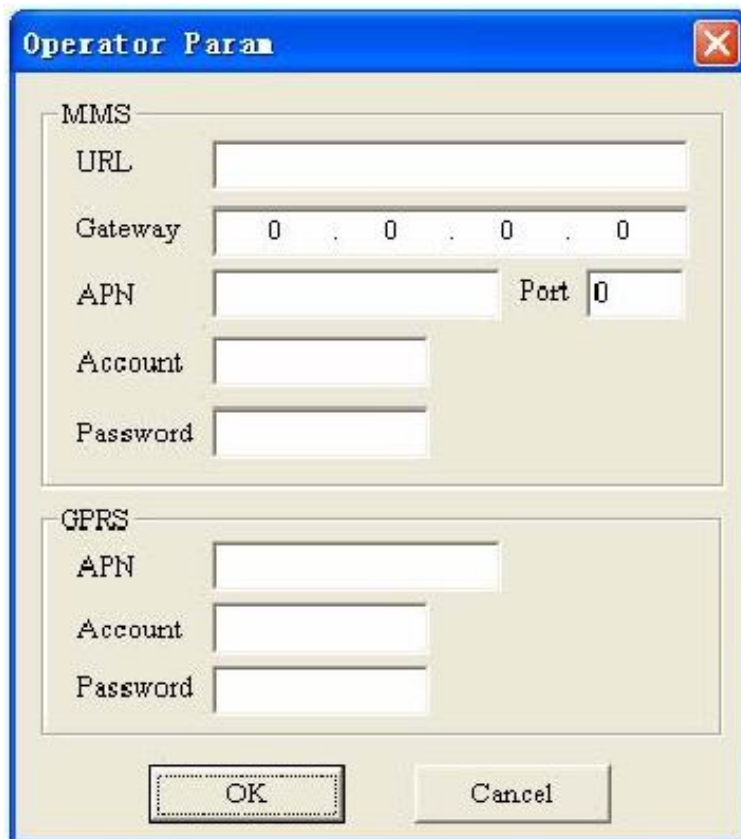 Operator Param
MMS
URL
Gateway 0 . 0 . 0 . 0
APN Port 0
Account
Password
GPRS
APN
Account
Password
OK Cancel